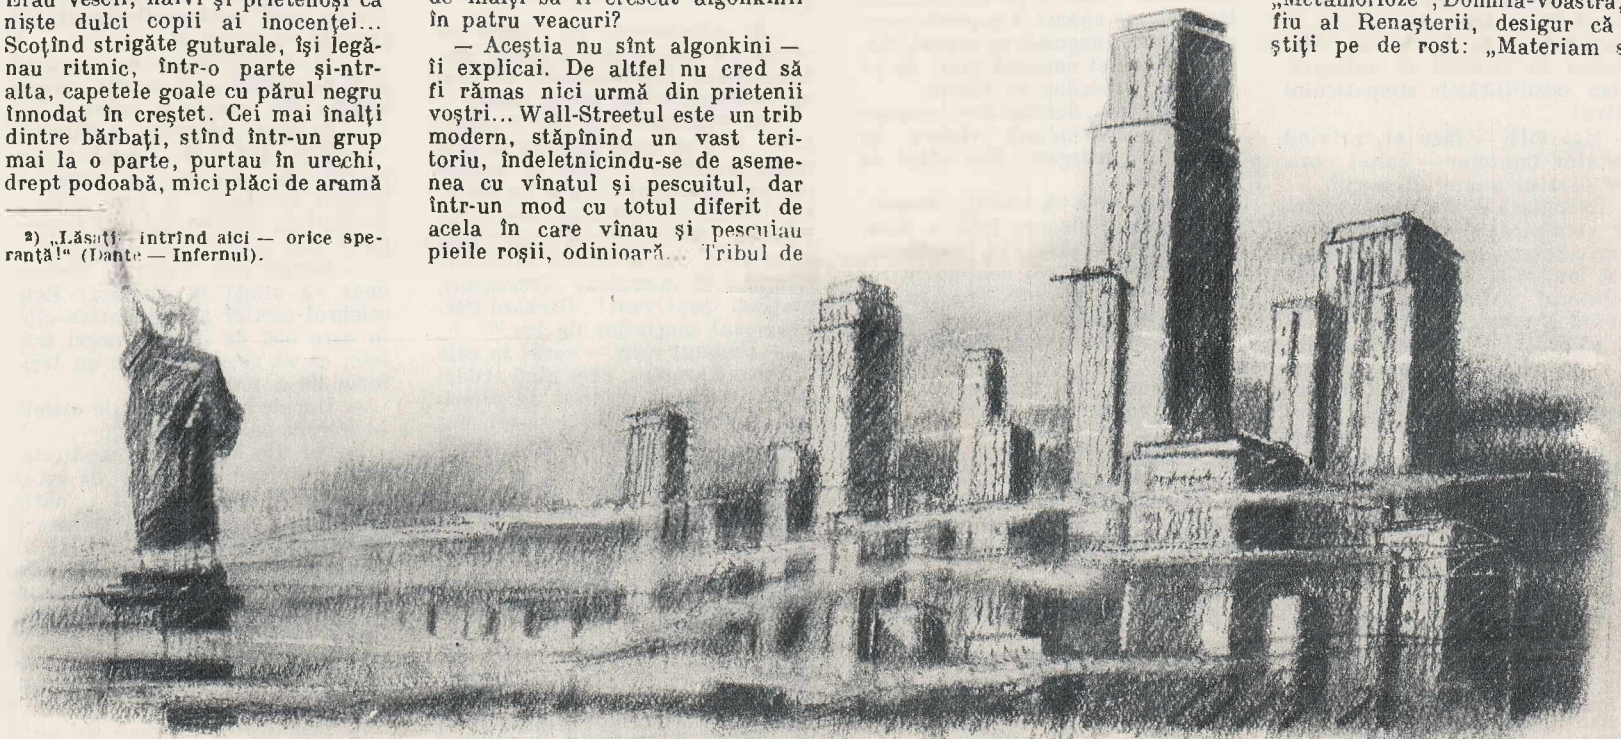 niște dulci copii ai inocenței...
Scoțînd strigăte guturale, își legă-
nau ritmic, într-o parte și-ntr-
alta, capetele goale cu părul negru
înnodat în creștet. Cei mai înalți
dintre bărbați, stînd într-un grup
mai la o parte, purtau în urechi,
drept podoabă, mici plăci de aramă
²) „Lăsați intrînd aici — orice spe-
ranță!“ (Dante — Infernul).
în patru veacuri?
— Aceștia nu sînt algonkini —
îi explicai. De altfel nu cred să
fi rămas nici urmă din prietenii
voștri... Wall-Streetul este un trib
modern, stăpînind un vast teri-
toriu, îndeletnicindu-se de aseme-
nea cu vînatul și pescuitul, dar
într-un mod cu totul diferit de
acela în care vînau și pescuiau
pieile roșii, odinioară... Tribul de
fiu al Renașterii, desigur că
știți pe de rost: „Materiam